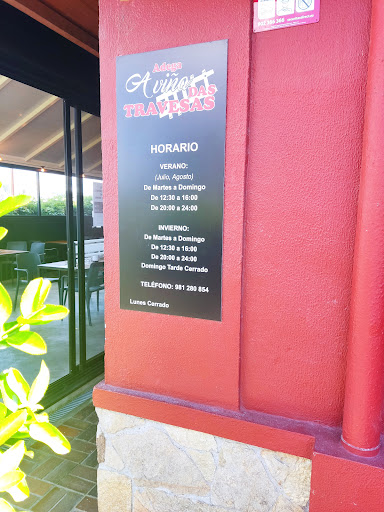 Adega
A viños
DAS
TRAVESAS
HORARIO
VERANO:
(Julio, Agosto)
De Martes a Domingo
De 12:30 a 16:00
De 20:00 a 24:00
INVIERNO:
De Martes a Domingo
De 12:30 a 16:00
De 20:00 a 24:00
Domingo Tarde Cerrado
TELÉFONO: 981 280 854
Lunes Cerrado